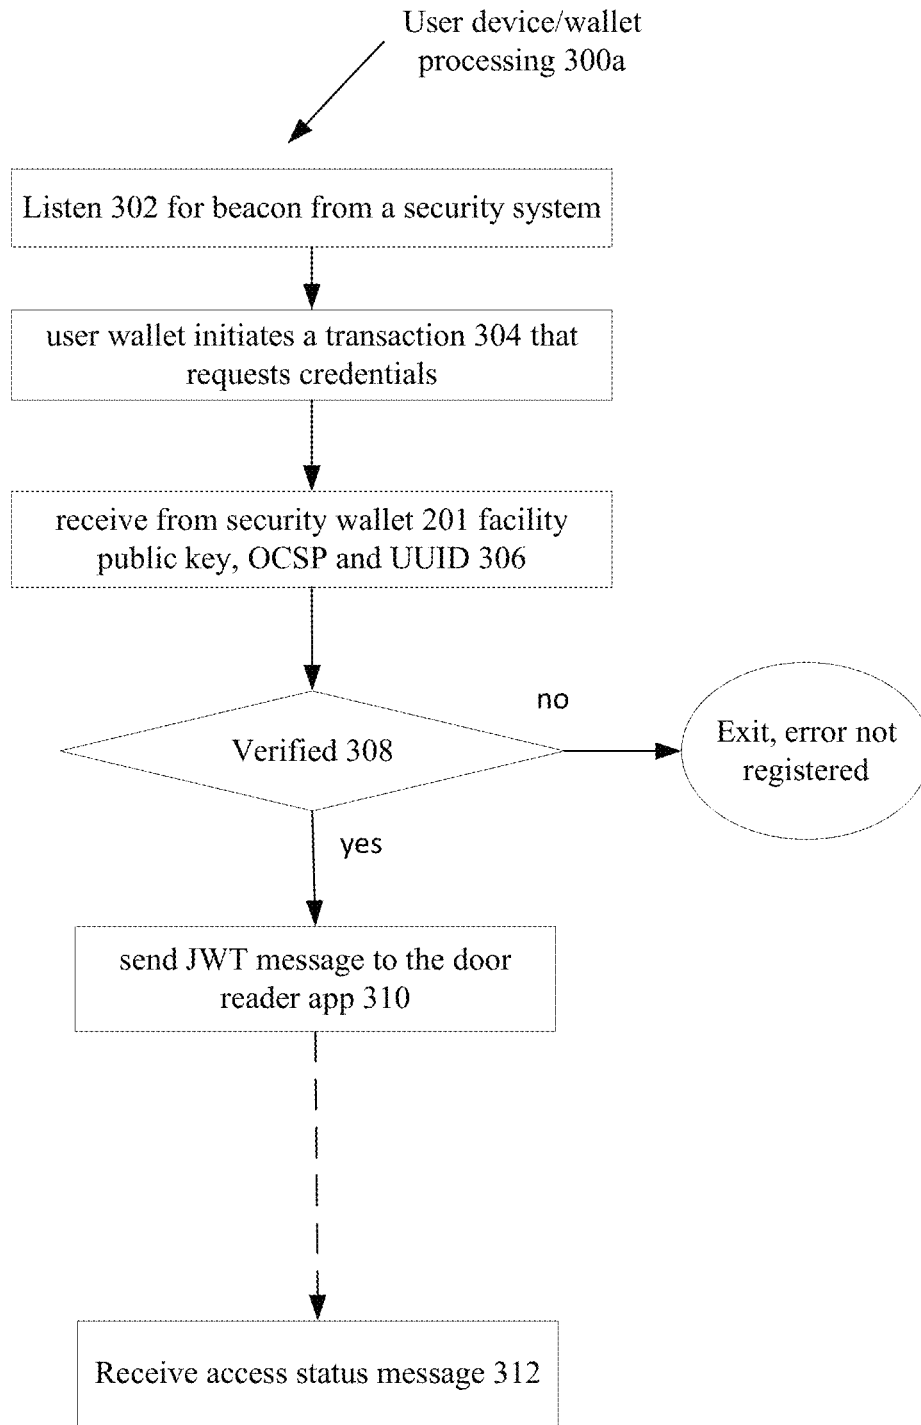 User device/wallet
processing 300a
Listen 302 for beacon from a security system
user wallet initiates a transaction 304 that
requests credentials
receive from security wallet 201 facility
public key, OCSP and UUID 306
Verified 308
no
Exit, error not
registered
yes
send JWT message to the door
reader app 310
Receive access status message 312